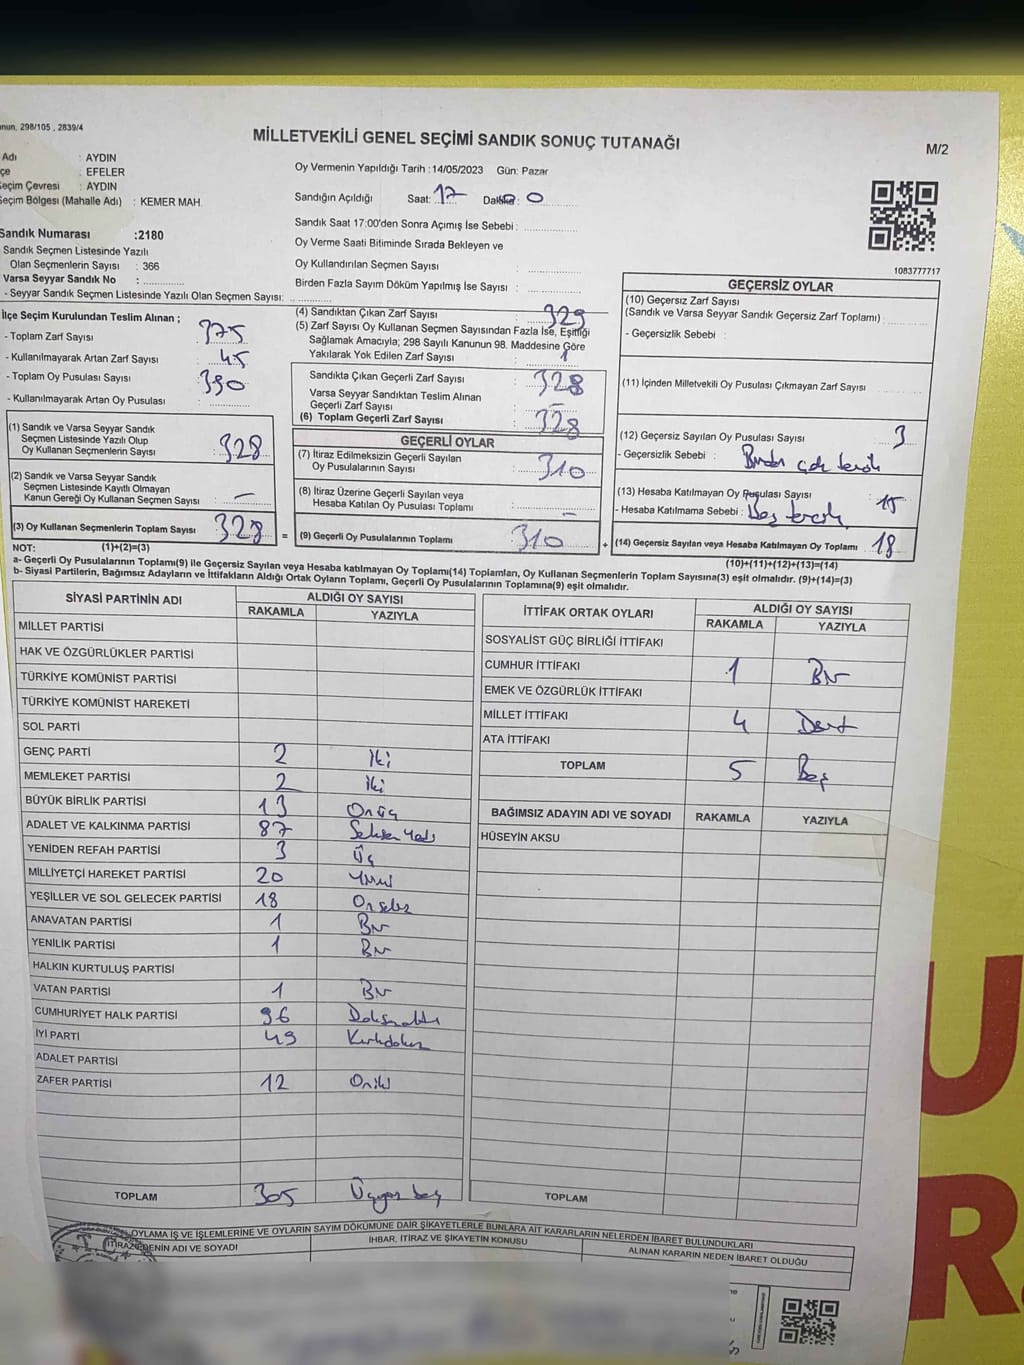 nun, 298/105 , 2839/4
MİLLETVEKİLİ GENEL SEÇİMİ SANDIK SONUÇ TUTANAĞI
M/2
Adı : AYDIN
çe : EFELER
Seçim Çevresi : AYDIN
Seçim Bölgesi (Mahalle Adı) : KEMER MAH.
Oy Vermenin Yapıldığı Tarih :14/05/2023 Gün: Pazar
Sandığın Açıldığı Saat: 17 Dakika: 0
Sandık Saat 17:00'den Sonra Açımış İse Sebebi :
Oy Verme Saati Bitiminde Sırada Bekleyen ve
Oy Kullandırılan Seçmen Sayısı :
Birden Fazla Sayım Döküm Yapılmış İse Sayısı :
Sandık Numarası :2180
Sandık Seçmen Listesinde Yazılı
Olan Seçmenlerin Sayısı : 366
Varsa Seyyar Sandık No :
- Seyyar Sandık Seçmen Listesinde Yazılı Olan Seçmen Sayısı:
İlçe Seçim Kurulundan Teslim Alınan ;
- Toplam Zarf Sayısı : 375
- Kullanılmayarak Artan Zarf Sayısı : 45
- Toplam Oy Pusulası Sayısı : 390
- Kullanılmayarak Artan Oy Pusulası :
(1) Sandık ve Varsa Seyyar Sandık
Seçmen Listesinde Yazılı Olup
Oy Kullanan Seçmenlerin Sayısı : 328
(2) Sandık ve Varsa Seyyar Sandık
Seçmen Listesinde Kayıtlı Olmayan
Kanun Gereği Oy Kullanan Seçmen Sayısı : –
(3) Oy Kullanan Seçmenlerin Toplam Sayısı : 328 =
(4) Sandıktan Çıkan Zarf Sayısı : 329
(5) Zarf Sayısı Oy Kullanan Seçmen Sayısından Fazla İse, Eşitliği
Sağlamak Amacıyla; 298 Sayılı Kanunun 98. Maddesine Göre
Yakılarak Yok Edilen Zarf Sayısı : 1
Sandıkta Çıkan Geçerli Zarf Sayısı : 328
Varsa Seyyar Sandıktan Teslim Alınan
Geçerli Zarf Sayısı : –
(6) Toplam Geçerli Zarf Sayısı : 328
GEÇERLİ OYLAR
(7) İtiraz Edilmeksizin Geçerli Sayılan
Oy Pusulalarının Sayısı : 310
(8) İtiraz Üzerine Geçerli Sayılan veya
Hesaba Katılan Oy Pusulası Toplamı : –
(9) Geçerli Oy Pusulalarının Toplamı : 310 +
1083777717
GEÇERSİZ OYLAR
(10) Geçersiz Zarf Sayısı
(Sandık ve Varsa Seyyar Sandık Geçersiz Zarf Toplamı) :
- Geçersizlik Sebebi :
(11) İçinden Milletvekili Oy Pusulası Çıkmayan Zarf Sayısı
(12) Geçersiz Sayılan Oy Pusulası Sayısı : 3
- Geçersizlik Sebebi : Birden çok tercih
(13) Hesaba Katılmayan Oy Pusulası Sayısı : 15
- Hesaba Katılmama Sebebi : Boş tercih
(14) Geçersiz Sayılan veya Hesaba Katılmayan Oy Toplamı : 18
NOT: (1)+(2)=(3)
(10)+(11)+(12)+(13)=(14)
a- Geçerli Oy Pusulalarının Toplamı(9) ile Geçersiz Sayılan veya Hesaba katılmayan Oy Toplamı(14) Toplamları, Oy Kullanan Seçmenlerin Toplam Sayısına(3) eşit olmalıdır. (9)+(14)=(3)
b- Siyasi Partilerin, Bağımsız Adayların ve İttifakların Aldığı Ortak Oyların Toplamı, Geçerli Oy Pusulalarının Toplamına(9) eşit olmalıdır.
SİYASİ PARTİNİN ADI
ALDIĞI OY SAYISI
RAKAMLA YAZIYLA
MİLLET PARTİSİ
HAK VE ÖZGÜRLÜKLER PARTİSİ
TÜRKİYE KOMÜNİST PARTİSİ
TÜRKİYE KOMÜNİST HAREKETİ
SOL PARTİ
GENÇ PARTİ 2 İki
MEMLEKET PARTİSİ 2 İki
BÜYÜK BİRLİK PARTİSİ 13 Onüç
ADALET VE KALKINMA PARTİSİ 87 Seksen Yedi
YENİDEN REFAH PARTİSİ 3 Üç
MİLLİYETÇİ HAREKET PARTİSİ 20 Yirmi
YEŞİLLER VE SOL GELECEK PARTİSİ 18 Onsekiz
ANAVATAN PARTİSİ 1 Bir
YENİLİK PARTİSİ 1 Bir
HALKIN KURTULUŞ PARTİSİ
VATAN PARTİSİ 1 Bir
CUMHURİYET HALK PARTİSİ 96 Doksanaltı
İYİ PARTİ 49 Kırkdokuz
ADALET PARTİSİ
ZAFER PARTİSİ 12 Oniki
TOPLAM 305 Üçyüz beş
İTTİFAK ORTAK OYLARI
ALDIĞI OY SAYISI
RAKAMLA YAZIYLA
SOSYALİST GÜÇ BİRLİĞİ İTTİFAKI
CUMHUR İTTİFAKI 1 Bir
EMEK VE ÖZGÜRLÜK İTTİFAKI
MİLLET İTTİFAKI 4 Dört
ATA İTTİFAKI
TOPLAM 5 Beş
BAĞIMSIZ ADAYIN ADI VE SOYADI RAKAMLA YAZIYLA
HÜSEYİN AKSU
TOPLAM
OYLAMA İŞ VE İŞLEMLERİNE VE OYLARIN SAYIM DÖKÜMÜNE DAİR ŞİKAYETLERLE BUNLARA AİT KARARLARIN NELERDEN İBARET BULUNDUKLARI
İTİRAZ EDENİN ADI VE SOYADI
İHBAR, İTİRAZ VE ŞİKAYETİN KONUSU
ALINAN KARARIN NEDEN İBARET OLDUĞU
U
R